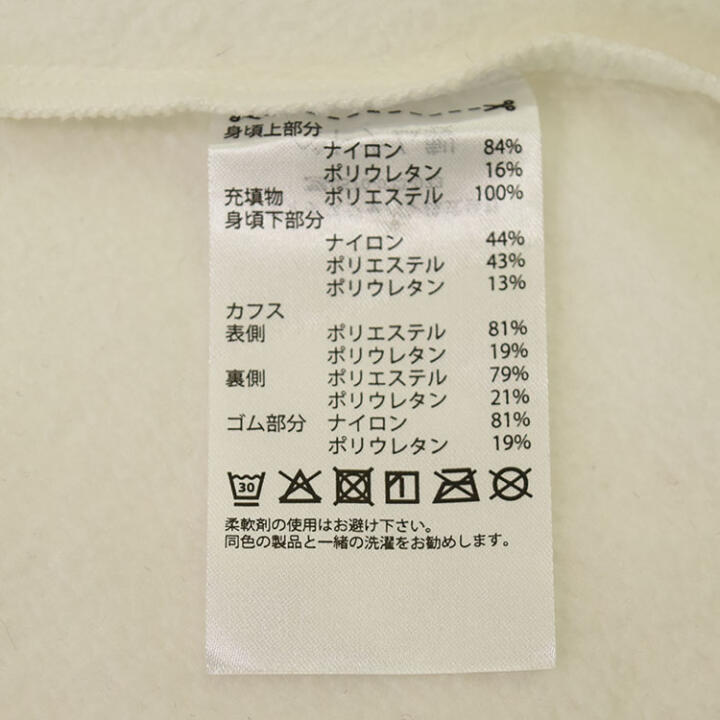 身頃上部分
ナイロン 84%
ポリウレタン 16%
充填物 ポリエステル 100%
身頃下部分
ナイロン 44%
ポリエステル 43%
ポリウレタン 13%
カフス
表側 ポリエステル 81%
ポリウレタン 19%
裏側 ポリエステル 79%
ポリウレタン 21%
ゴム部分 ナイロン 81%
ポリウレタン 19%
30
柔軟剤の使用はお避け下さい。
同色の製品と一緒の洗濯をお勧めします。